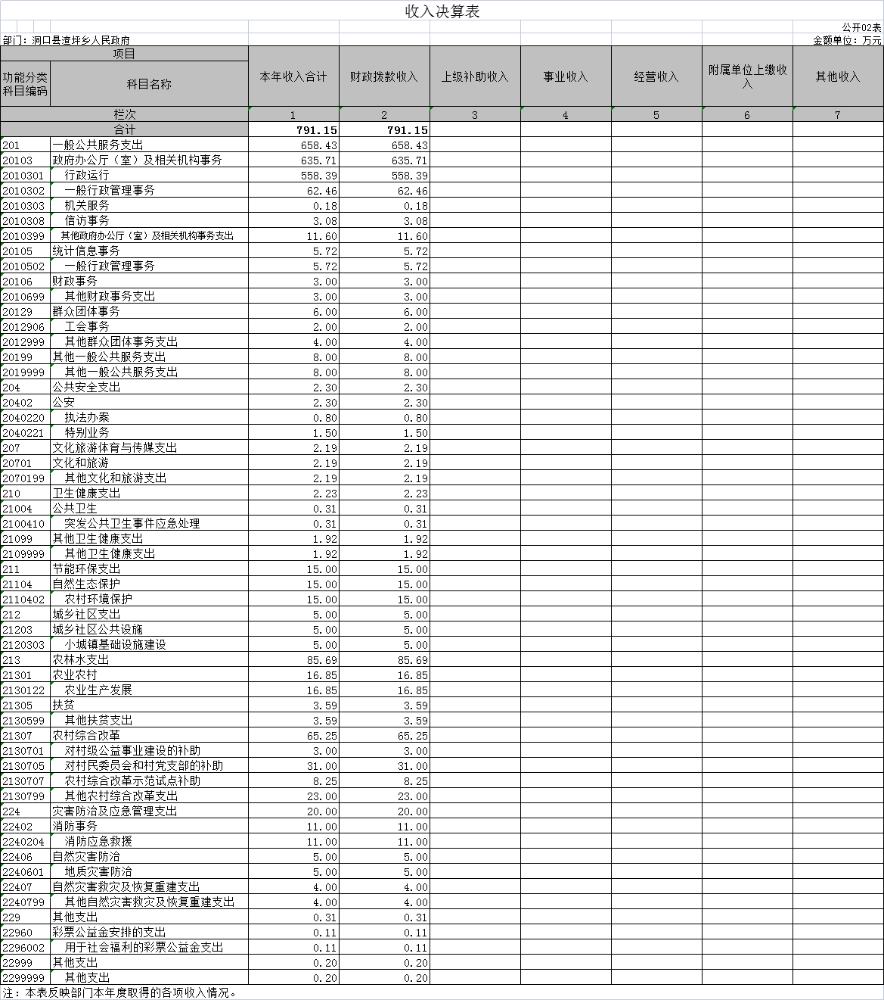 收入决算表
公开02表
部门：洞口县渣坪乡人民政府 金额单位：万元
项目 本年收入合计 财政拨款收入 上级补助收入 事业收入 经营收入 附属单位上缴收入 其他收入
功能分类科目编码 科目名称
栏次 1 2 3 4 5 6 7
合计 791.15 791.15
201 一般公共服务支出 658.43 658.43
20103 政府办公厅（室）及相关机构事务 635.71 635.71
2010301 行政运行 558.39 558.39
2010302 一般行政管理事务 62.46 62.46
2010303 机关服务 0.18 0.18
2010308 信访事务 3.08 3.08
2010399 其他政府办公厅（室）及相关机构事务支出 11.60 11.60
20105 统计信息事务 5.72 5.72
2010502 一般行政管理事务 5.72 5.72
20106 财政事务 3.00 3.00
2010699 其他财政事务支出 3.00 3.00
20129 群众团体事务 6.00 6.00
2012906 工会事务 2.00 2.00
2012999 其他群众团体事务支出 4.00 4.00
20199 其他一般公共服务支出 8.00 8.00
2019999 其他一般公共服务支出 8.00 8.00
204 公共安全支出 2.30 2.30
20402 公安 2.30 2.30
2040220 执法办案 0.80 0.80
2040221 特别业务 1.50 1.50
207 文化旅游体育与传媒支出 2.19 2.19
20701 文化和旅游 2.19 2.19
2070199 其他文化和旅游支出 2.19 2.19
210 卫生健康支出 2.23 2.23
21004 公共卫生 0.31 0.31
2100410 突发公共卫生事件应急处理 0.31 0.31
21099 其他卫生健康支出 1.92 1.92
2109999 其他卫生健康支出 1.92 1.92
211 节能环保支出 15.00 15.00
21104 自然生态保护 15.00 15.00
2110402 农村环境保护 15.00 15.00
212 城乡社区支出 5.00 5.00
21203 城乡社区公共设施 5.00 5.00
2120303 小城镇基础设施建设 5.00 5.00
213 农林水支出 85.69 85.69
21301 农业农村 16.85 16.85
2130122 农业生产发展 16.85 16.85
21305 扶贫 3.59 3.59
2130599 其他扶贫支出 3.59 3.59
21307 农村综合改革 65.25 65.25
2130701 对村级公益事业建设的补助 3.00 3.00
2130705 对村民委员会和村党支部的补助 31.00 31.00
2130707 农村综合改革示范试点补助 8.25 8.25
2130799 其他农村综合改革支出 23.00 23.00
224 灾害防治及应急管理支出 20.00 20.00
22402 消防事务 11.00 11.00
2240204 消防应急救援 11.00 11.00
22406 自然灾害防治 5.00 5.00
2240601 地质灾害防治 5.00 5.00
22407 自然灾害救灾及恢复重建支出 4.00 4.00
2240799 其他自然灾害救灾及恢复重建支出 4.00 4.00
229 其他支出 0.31 0.31
22960 彩票公益金安排的支出 0.11 0.11
2296002 用于社会福利的彩票公益金支出 0.11 0.11
22999 其他支出 0.20 0.20
2299999 其他支出 0.20 0.20
注：本表反映部门本年度取得的各项收入情况。